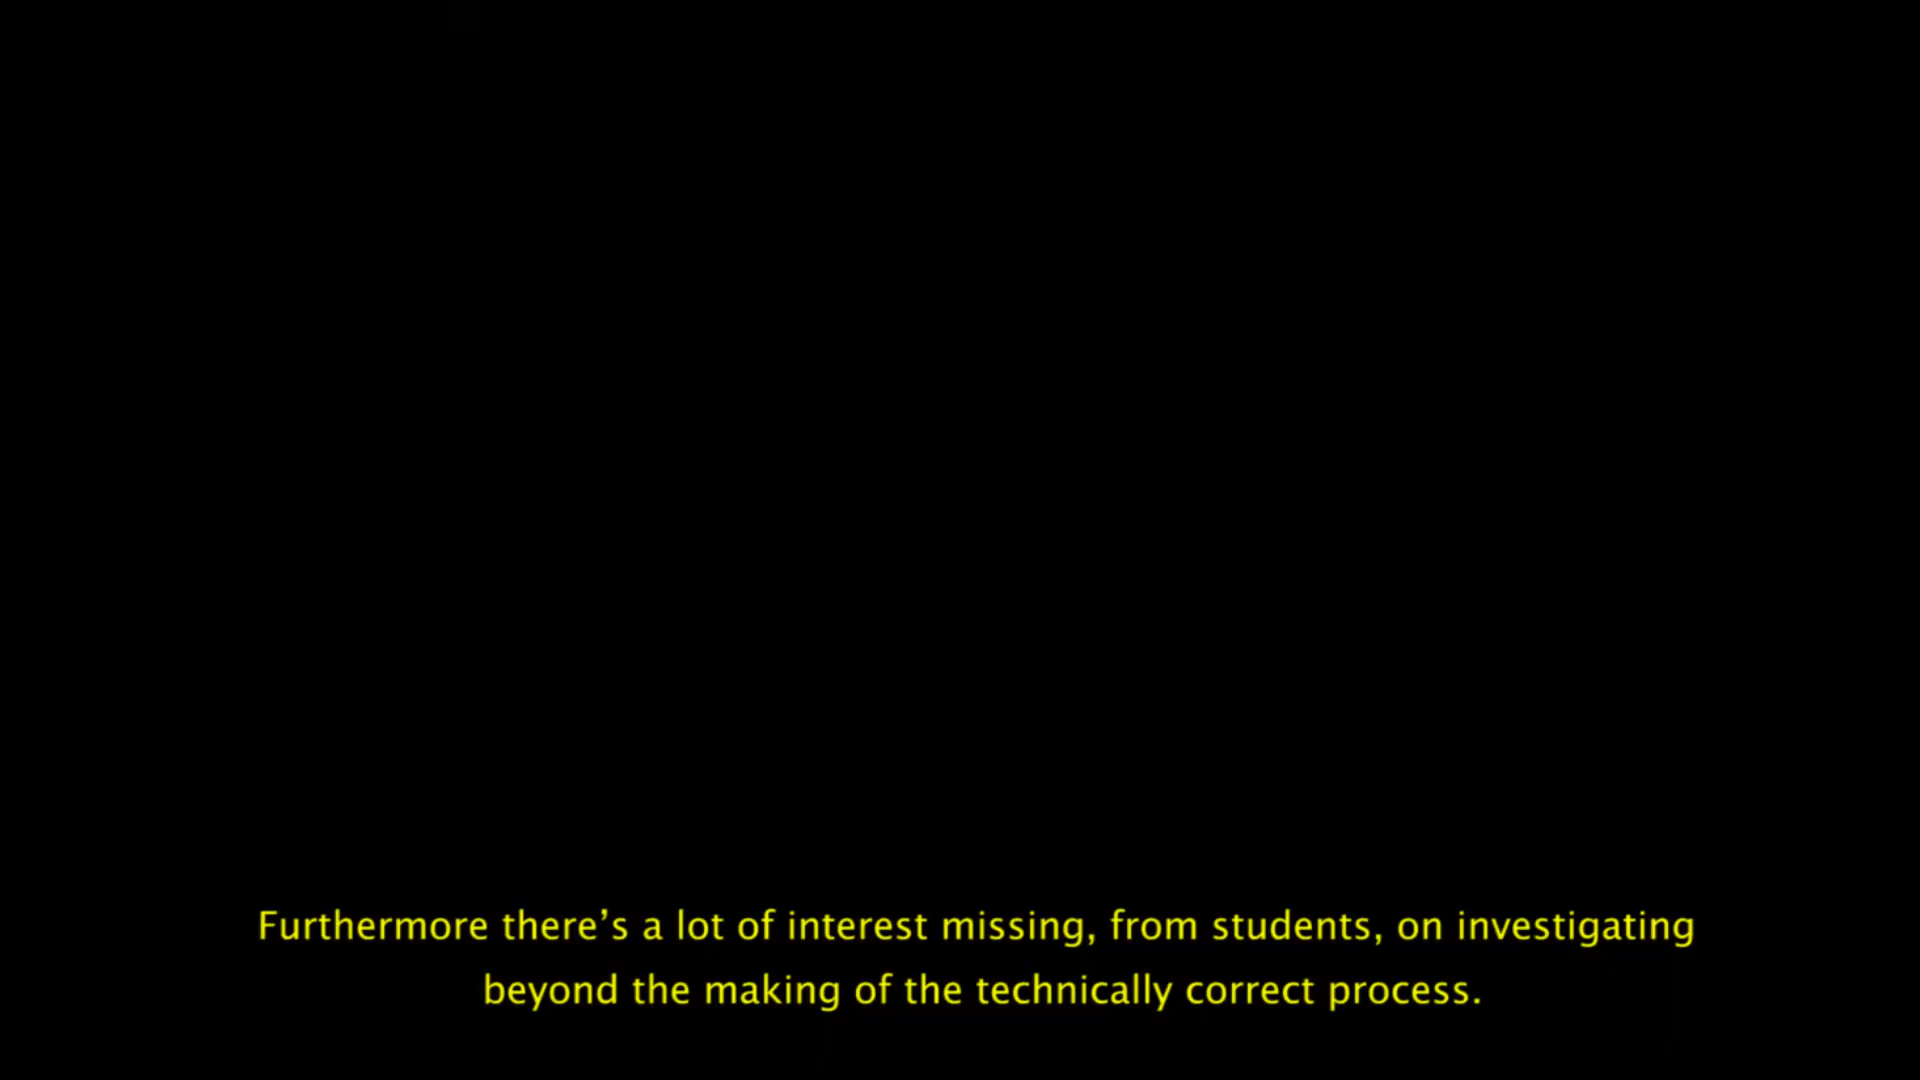 Furthermore there’s a lot of interest missing, from students, on investigating
beyond the making of the technically correct process.